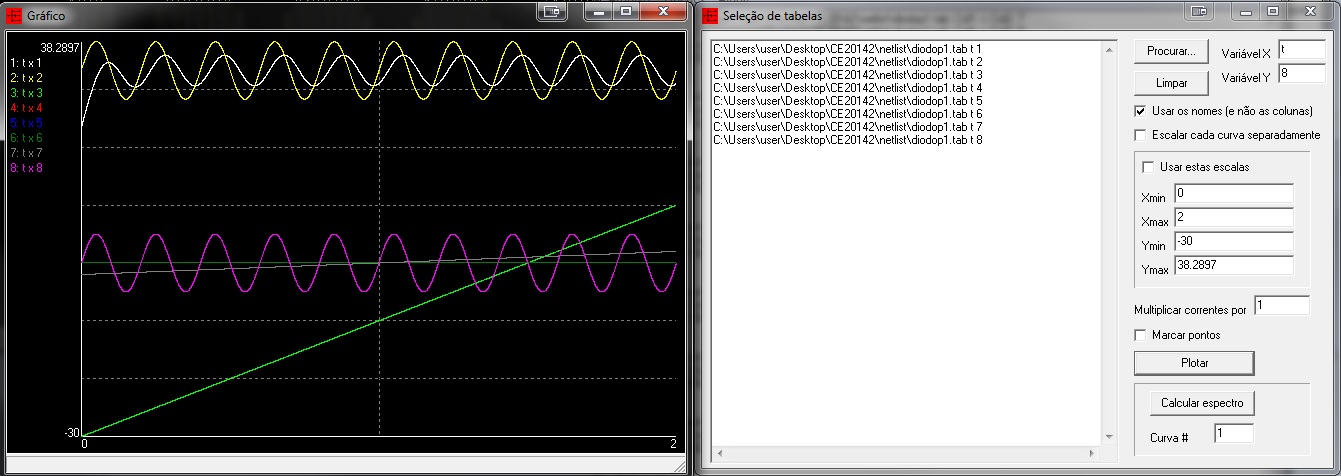 Gráfico
38.2897
1: t x 1
2: t x 2
3: t x 3
4: t x 4
5: t x 5
6: t x 6
7: t x 7
8: t x 8
-30
0
2
Seleção de tabelas
C:\Users\user\Desktop\CE20142\netlist\diodop1.tab t 1
C:\Users\user\Desktop\CE20142\netlist\diodop1.tab t 2
C:\Users\user\Desktop\CE20142\netlist\diodop1.tab t 3
C:\Users\user\Desktop\CE20142\netlist\diodop1.tab t 4
C:\Users\user\Desktop\CE20142\netlist\diodop1.tab t 5
C:\Users\user\Desktop\CE20142\netlist\diodop1.tab t 6
C:\Users\user\Desktop\CE20142\netlist\diodop1.tab t 7
C:\Users\user\Desktop\CE20142\netlist\diodop1.tab t 8
Procurar...
Variável X t
Limpar
Variável Y 8
Usar os nomes (e não as colunas)
Escalar cada curva separadamente
Usar estas escalas
Xmin 0
Xmax 2
Ymin -30
Ymax 38.2897
Multiplicar correntes por 1
Marcar pontos
Plotar
Calcular espectro
Curva # 1